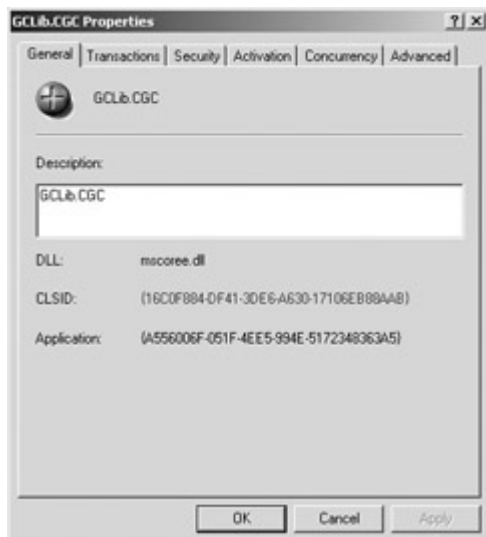 GCLib.CGC Properties
General Transactions Security Activation Concurrency Advanced
GCLib.CGC
Description:
GCLib.CGC
DLL: mscoree.dll
CLSID: {16C0F884-DF41-3DE6-A630-17106EB88AAB}
Application: {A556006F-051F-4EE5-994E-5172348363A5}
OK Cancel Apply